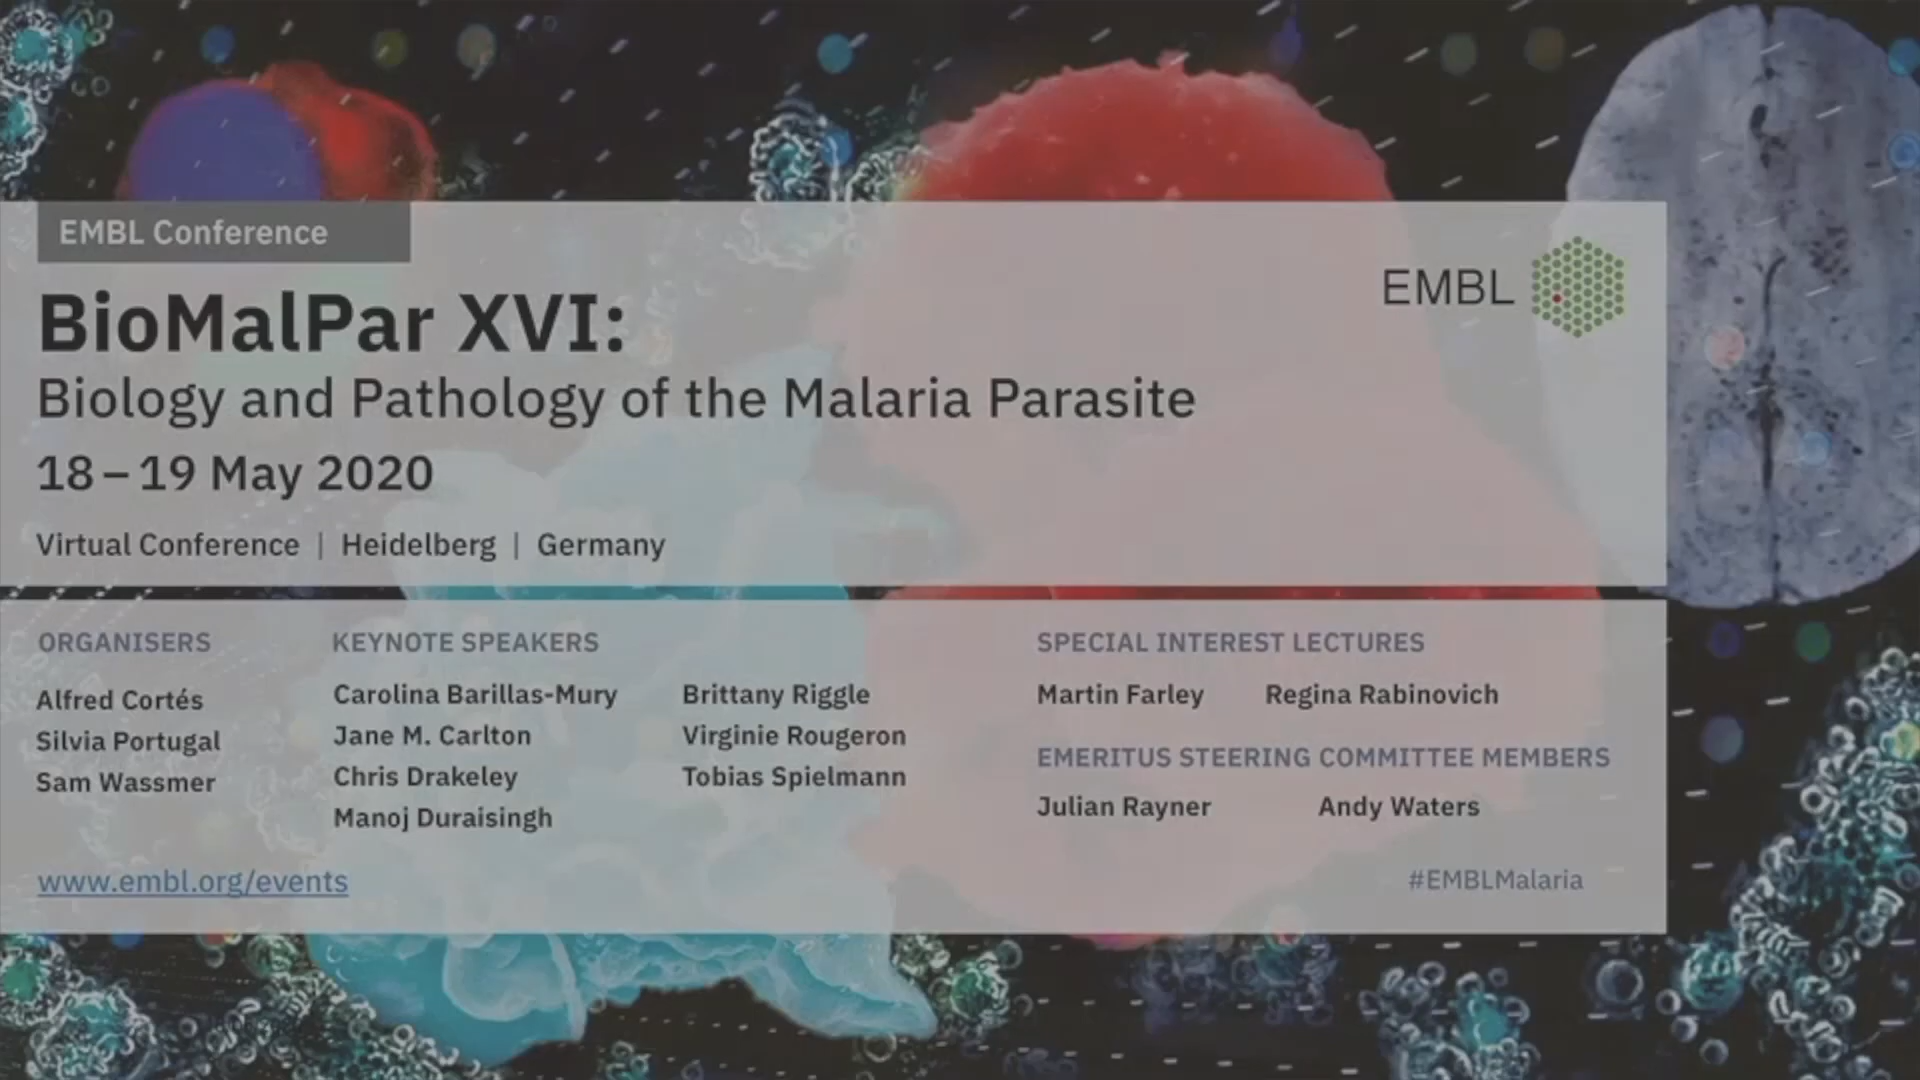 EMBL Conference
EMBL
BioMalPar XVI:
Biology and Pathology of the Malaria Parasite
18 – 19 May 2020
Virtual Conference | Heidelberg | Germany
ORGANISERS
Alfred Cortés
Silvia Portugal
Sam Wassmer
KEYNOTE SPEAKERS
Carolina Barillas-Mury
Jane M. Carlton
Chris Drakeley
Manoj Duraisingh
Brittany Riggle
Virginie Rougeron
Tobias Spielmann
SPECIAL INTEREST LECTURES
Martin Farley Regina Rabinovich
EMERITUS STEERING COMMITTEE MEMBERS
Julian Rayner Andy Waters
www.embl.org/events
#EMBLMalaria